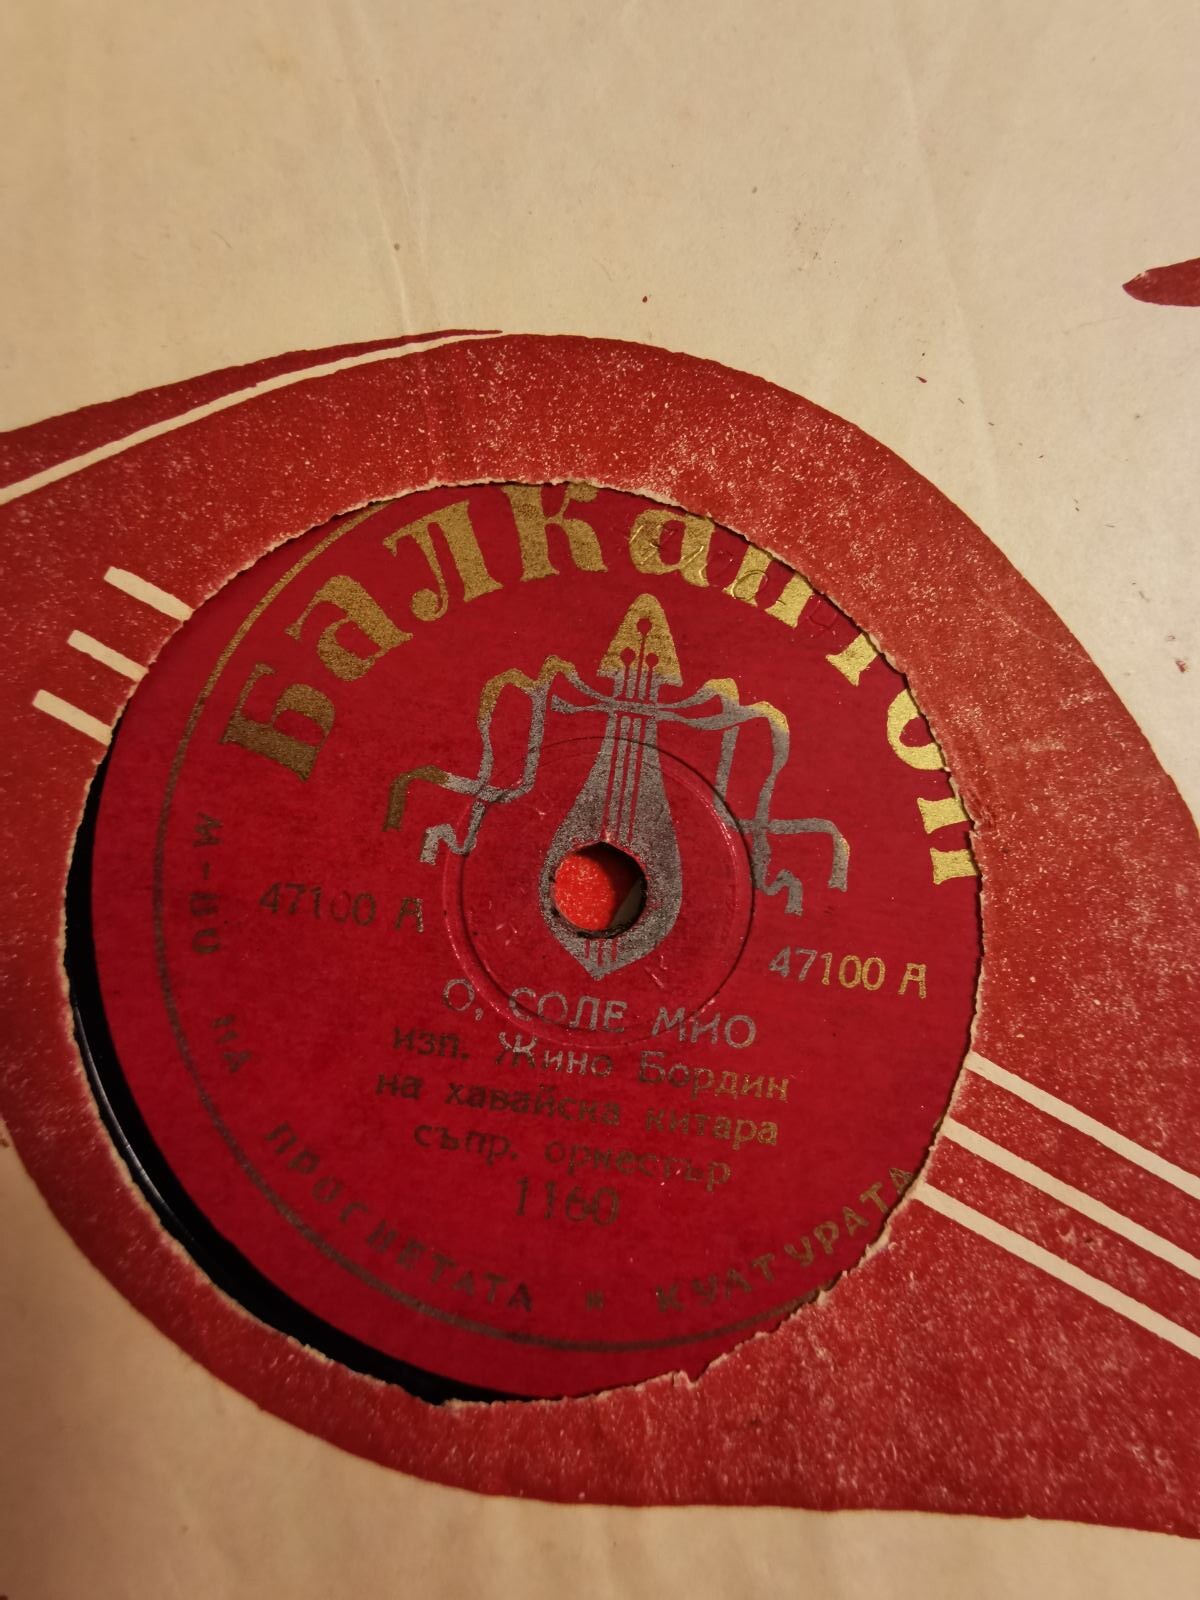 Балкантон
47100 А
47100 А
О, СОЛЕ МИО
изп. Жино Бордин
на хавайска китара
съпр. оркестър
1160
М-ВО НА ПРОСВЕТАТА И КУЛТУРАТА